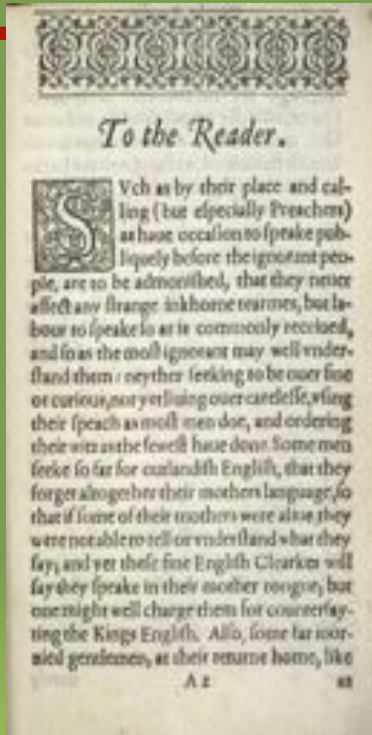 To the Reader.
SVch as by their place and cal-
ling (but eſpecially Preachers)
as haue occaſion to ſpeake pub-
liquely before the ignorant peo-
ple, are to be admoniſhed, that they neuer
affect any ſtrange inkhorne tearmes, but la-
bour to ſpeake ſo as is commonly receiued,
and ſo as the moſt ignorant may well vnder-
ſtand them: neyther ſeeking to be ouer fine
or curious, nor yet liuing ouer careleſſe, vſing
their ſpeach as moſt men doe, and ordering
their wits as the feweſt haue done. Some men
ſeeke ſo far for outlandiſh Engliſh, that they
forget altogether their mothers language, ſo
that if ſome of their mothers were aliue, they
were not able to tell or vnderſtand what they
ſay, and yet theſe fine Engliſh Clearkes will
ſay they ſpeake in their mother tongue; but
one might well charge them for counterfay-
ting the Kings Engliſh. Alſo, ſome far iour-
nied gentlemen, at their returne home, like
A 2
as